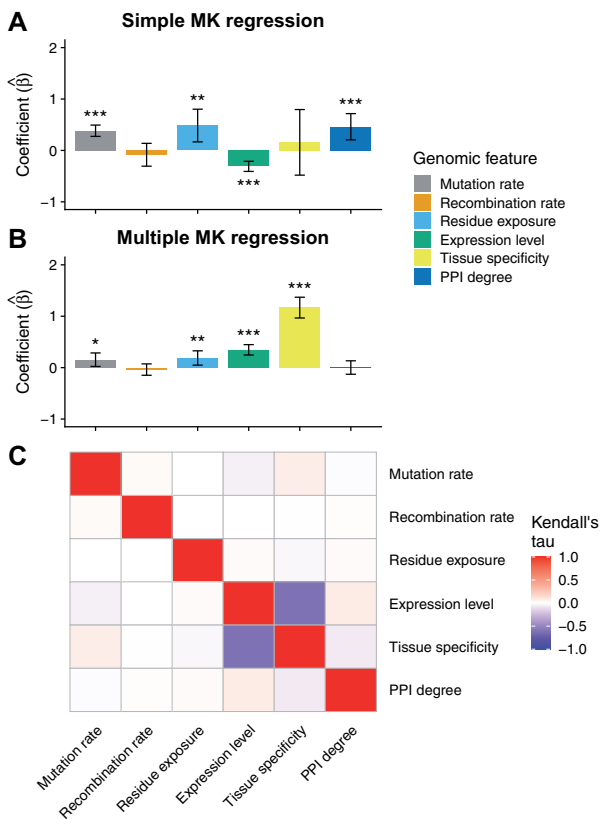 A
Simple MK regression
Coefficient (β̂)
2
1
0
−1
***
**
***
***
Genomic feature
Mutation rate
Recombination rate
Residue exposure
Expression level
Tissue specificity
PPI degree
B
Multiple MK regression
Coefficient (β̂)
2
1
0
−1
*
**
***
***
C
Mutation rate
Recombination rate
Residue exposure
Expression level
Tissue specificity
PPI degree
Kendall's
tau
1.0
0.5
0.0
−0.5
−1.0
Mutation rate
Recombination rate
Residue exposure
Expression level
Tissue specificity
PPI degree